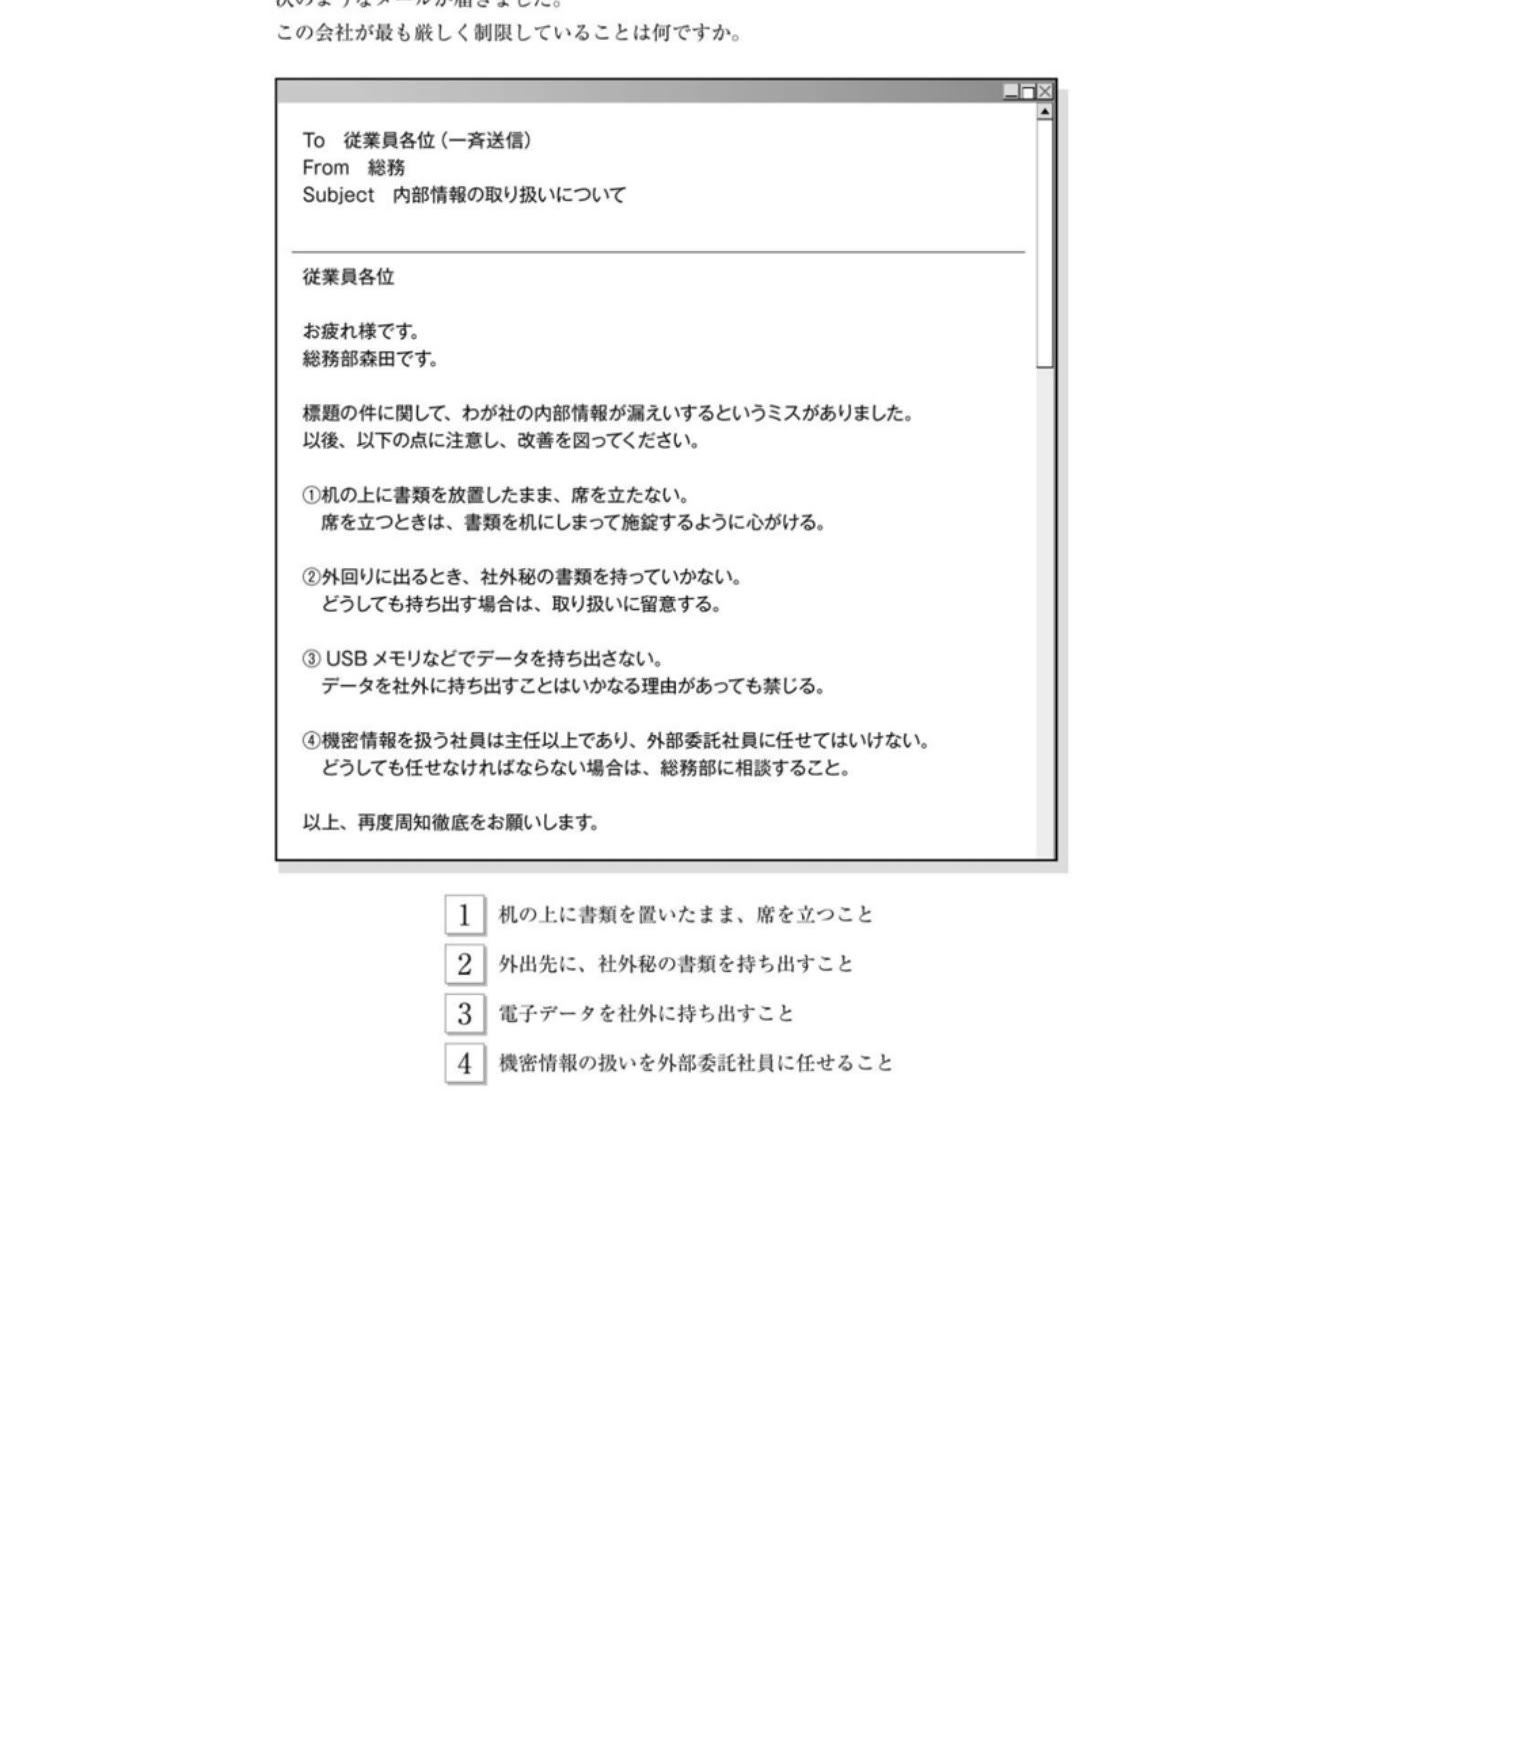 次のようなメールが届きました。
この会社が最も厳しく制限していることは何ですか。
To 従業員各位（一斉送信）
From 総務
Subject 内部情報の取り扱いについて
従業員各位
お疲れ様です。
総務部森田です。
標題の件に関して、わが社の内部情報が漏えいするというミスがありました。
以後、以下の点に注意し、改善を図ってください。
①机の上に書類を放置したまま、席を立たない。
席を立つときは、書類を机にしまって施錠するように心がける。
②外回りに出るとき、社外秘の書類を持っていかない。
どうしても持ち出す場合は、取り扱いに留意する。
③ USB メモリなどでデータを持ち出さない。
データを社外に持ち出すことはいかなる理由があっても禁じる。
④機密情報を扱う社員は主任以上であり、外部委託社員に任せてはいけない。
どうしても任せなければならない場合は、総務部に相談すること。
以上、再度周知徹底をお願いします。
1 机の上に書類を置いたまま、席を立つこと
2 外出先に、社外秘の書類を持ち出すこと
3 電子データを社外に持ち出すこと
4 機密情報の扱いを外部委託社員に任せること